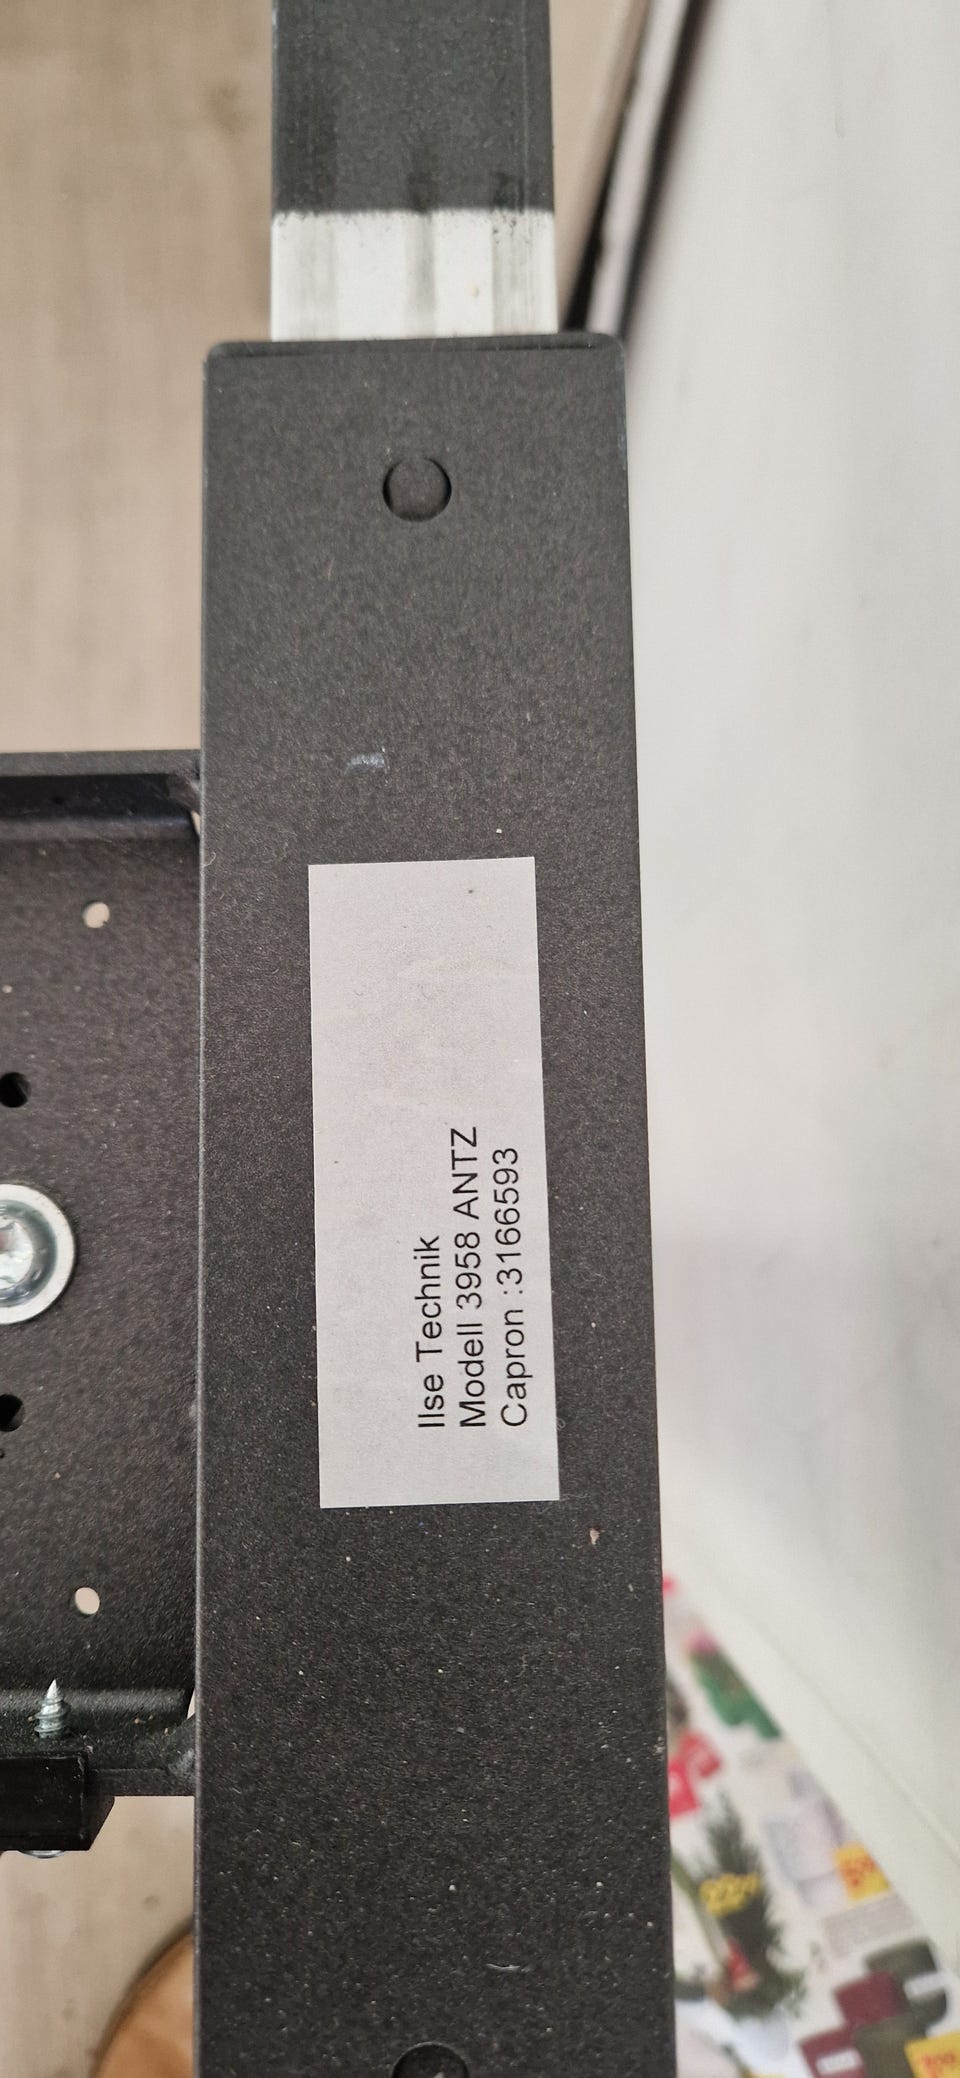 Ilse Technik
Modell 3958 ANTZ
Capron :3166593